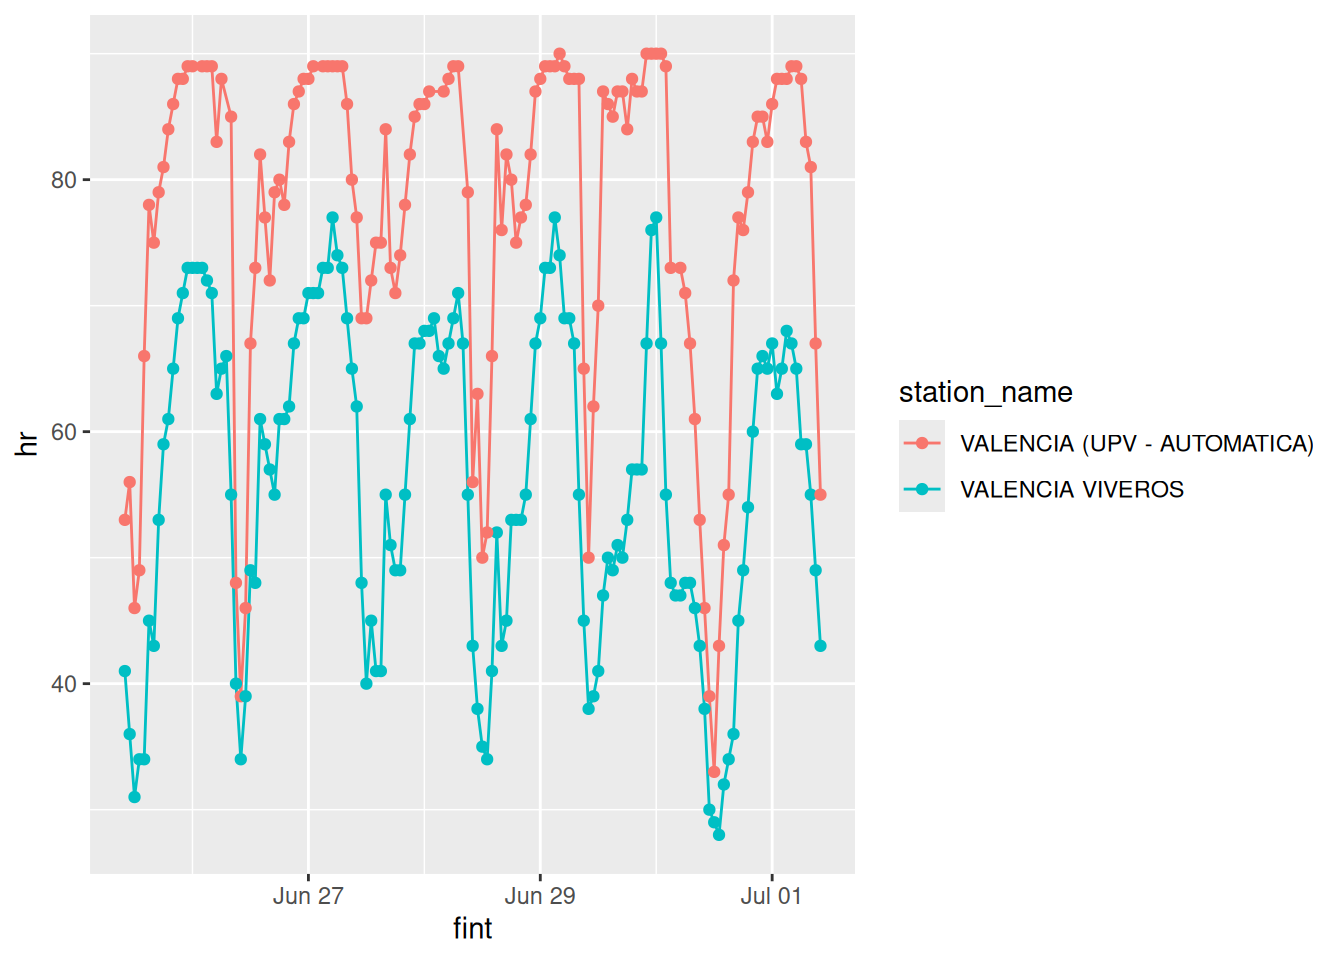 80
60
40
hr
Jun 27
Jun 29
Jul 01
fint
station_name
VALENCIA (UPV - AUTOMATICA)
VALENCIA VIVEROS